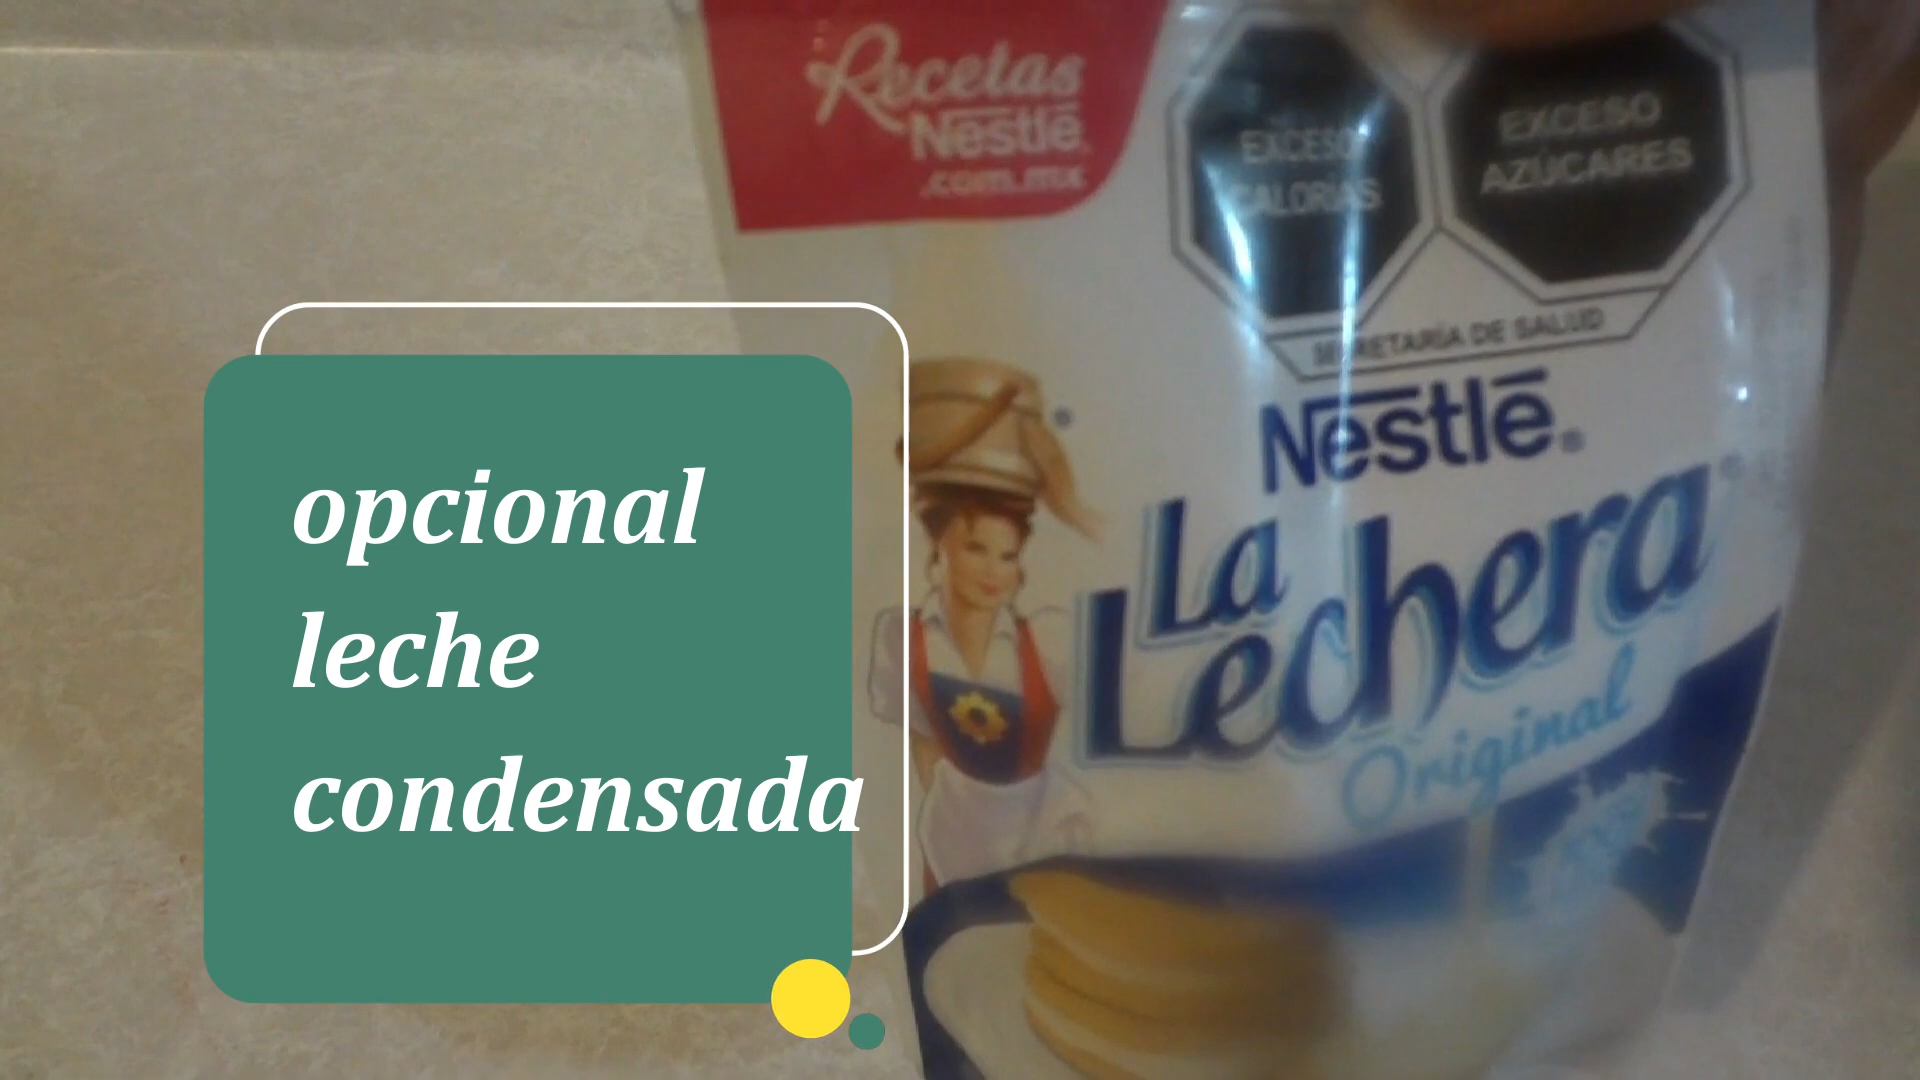 Recetas
Nestlé
.com.mx
EXCESO
CALORÍAS
EXCESO
AZÚCARES
SECRETARÍA DE SALUD
Nestlé®
La
Lechera
Original
opcional
leche
condensada